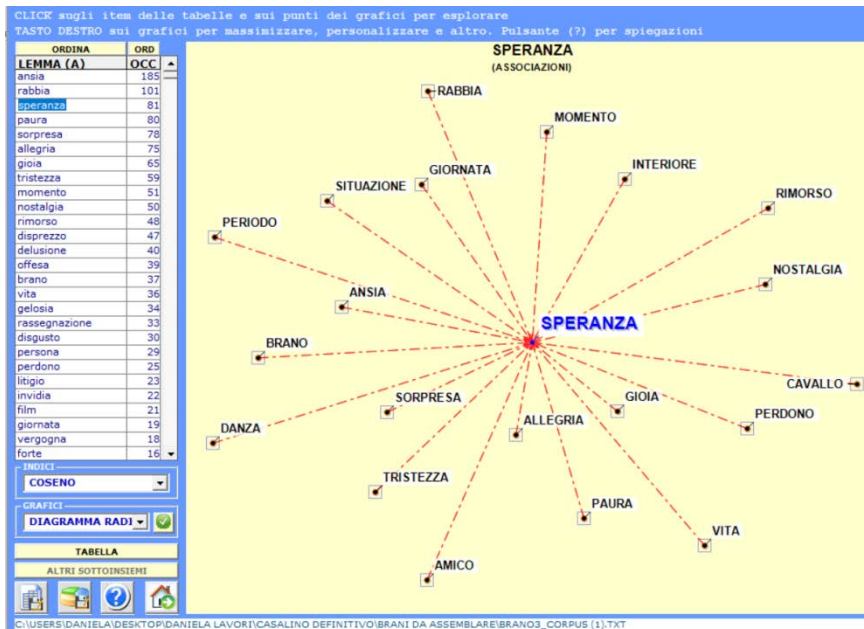 CLICK sugli item delle tabelle e sui punti dei grafici per esplorare
TASTO DESTRO sui grafici per massimizzare, personalizzare e altro. Pulsante (?) per spiegazioni
ORDINA ORD
LEMMA (A) OCC
ansia 185
rabbia 101
speranza 81
paura 80
sorpresa 78
allegria 75
gioia 65
tristezza 59
momento 51
nostalgia 50
rimorso 48
disprezzo 47
delusione 40
offesa 39
brano 37
vita 36
gelosia 34
rassegnazione 33
disgusto 30
persona 29
perdono 25
litigio 23
invidia 22
film 21
giornata 19
vergogna 18
forte 16
INDICI
COSENO
GRAFICI
DIAGRAMMA RADI
TABELLA
ALTRI SOTTOINSIEMI
SPERANZA
(ASSOCIAZIONI)
RABBIA
MOMENTO
GIORNATA
INTERIORE
SITUAZIONE
RIMORSO
PERIODO
NOSTALGIA
ANSIA
SPERANZA
BRANO
CAVALLO
SORPRESA
GIOIA
ALLEGRIA
PERDONO
DANZA
TRISTEZZA
PAURA
VITA
AMICO
C:\USERS\DANIELA\DESKTOP\DANIELA LAVORI\CASALINO DEFINITIVO\BRANI DA ASSEMBLARE\BRANO3_CORPUS (1).TXT